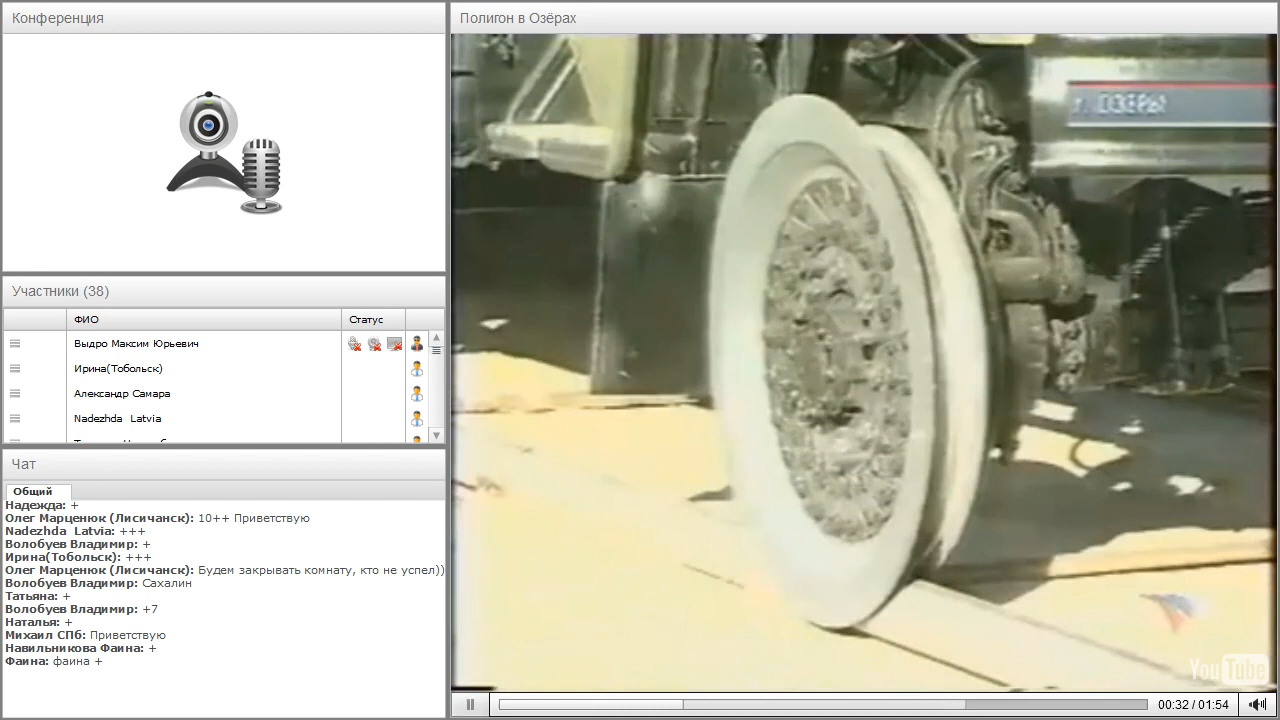 Конференция
Участники (38)
ФИО Статус
Выдро Максим Юрьевич
Ирина(Тобольск)
Александр Самара
Nadezhda Latvia
Чат
Общий
Надежда: +
Олег Марценюк (Лисичанск): 10++ Приветствую
Nadezhda Latvia: +++
Волобуев Владимир: +
Ирина(Тобольск): +++
Олег Марценюк (Лисичанск): Будем закрывать комнату, кто не успел))
Волобуев Владимир: Сахалин
Татьяна: +
Волобуев Владимир: +7
Наталья: +
Михаил СПб: Приветствую
Навильникова Фаина: +
Фаина: фаина +
Полигон в Озёрах
г. ОЗЁРЫ
YouTube
00:32 / 01:54